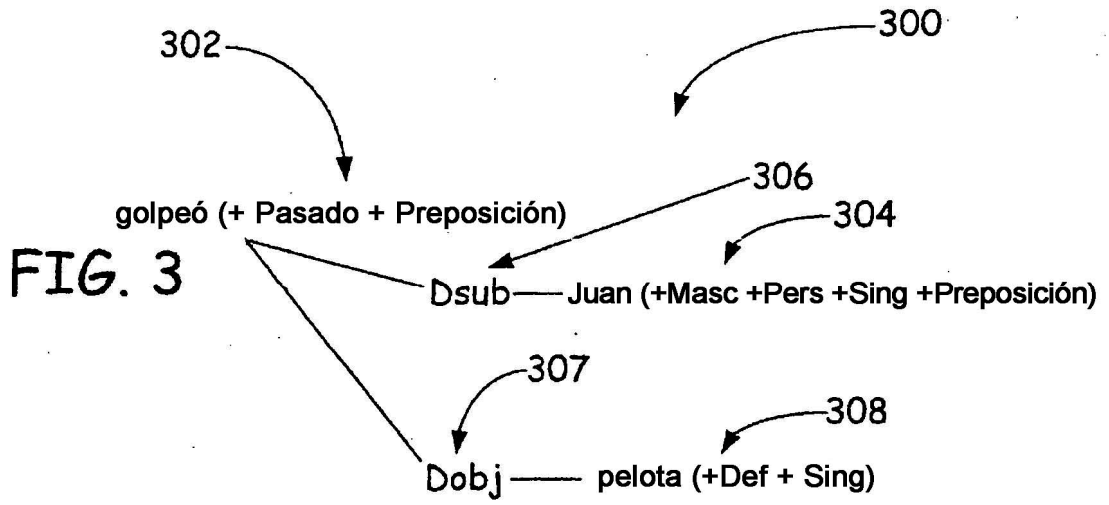 302
300
306
golpeó (+ Pasado + Preposición)
304
FIG. 3
Dsub
Juan (+Masc +Pers +Sing +Preposición)
307
308
Dobj
pelota (+Def + Sing)